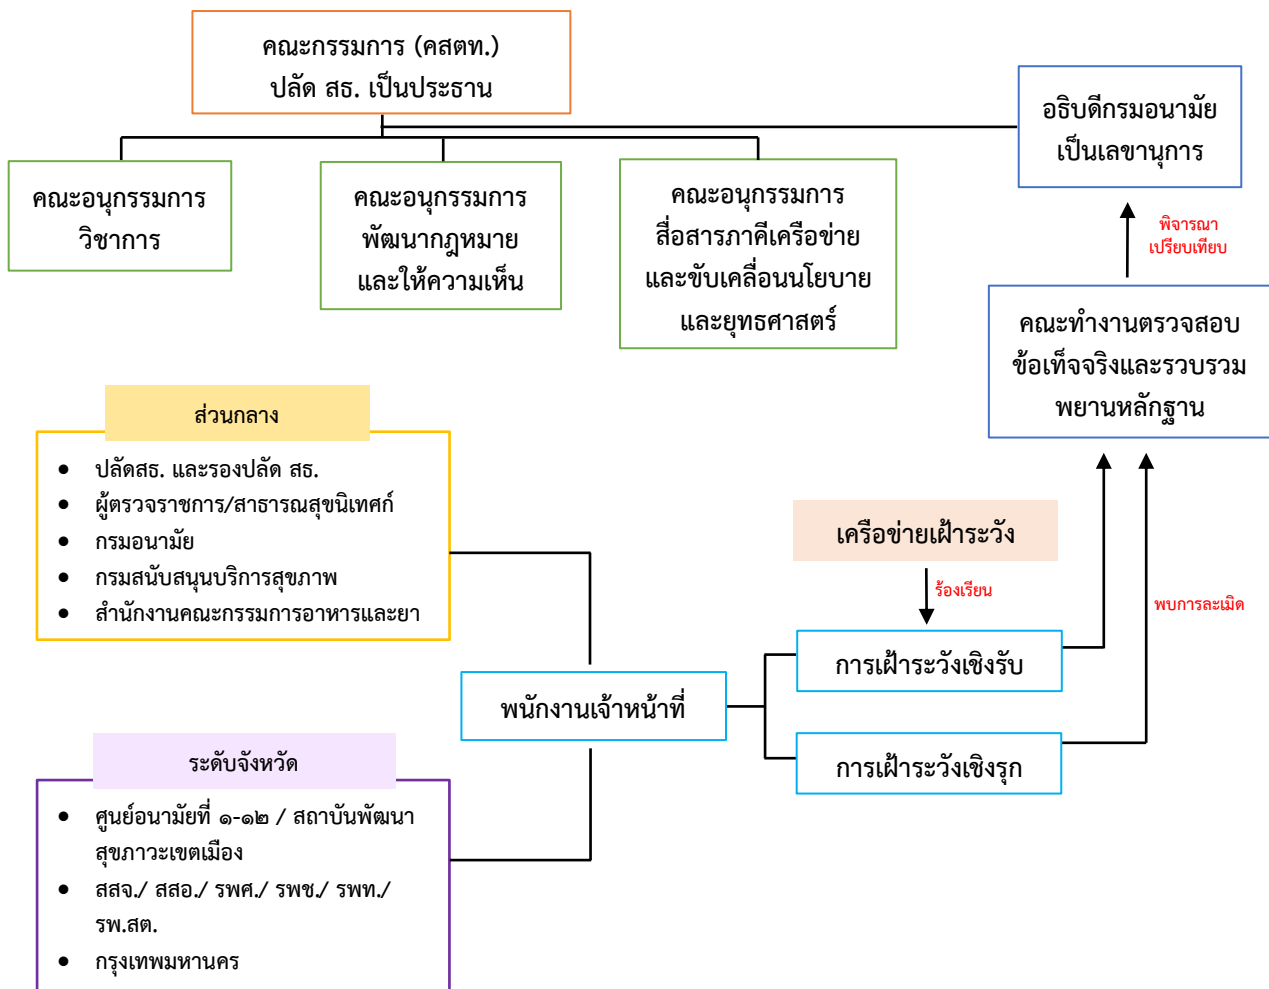 คณะกรรมการ (คสตท.)
ปลัด สธ. เป็นประธาน
อธิบดีกรมอนามัย
เป็นเลขานุการ
คณะอนุกรรมการ
วิชาการ
คณะอนุกรรมการ
พัฒนากฎหมาย
และให้ความเห็น
คณะอนุกรรมการ
สื่อสารภาคีเครือข่าย
และขับเคลื่อนนโยบาย
และยุทธศาสตร์
พิจารณา
เปรียบเทียบ
คณะทำงานตรวจสอบ
ข้อเท็จจริงและรวบรวม
พยานหลักฐาน
ส่วนกลาง
• ปลัดสธ. และรองปลัด สธ.
• ผู้ตรวจราชการ/สาธารณสุขนิเทศก์
• กรมอนามัย
• กรมสนับสนุนบริการสุขภาพ
• สำนักงานคณะกรรมการอาหารและยา
เครือข่ายเฝ้าระวัง
ร้องเรียน
พบการละเมิด
การเฝ้าระวังเชิงรับ
พนักงานเจ้าหน้าที่
การเฝ้าระวังเชิงรุก
ระดับจังหวัด
• ศูนย์อนามัยที่ ๑-๑๒ / สถาบันพัฒนา
สุขภาวะเขตเมือง
• สสจ./ สสอ./ รพศ./ รพช./ รพท./
รพ.สต.
• กรุงเทพมหานคร